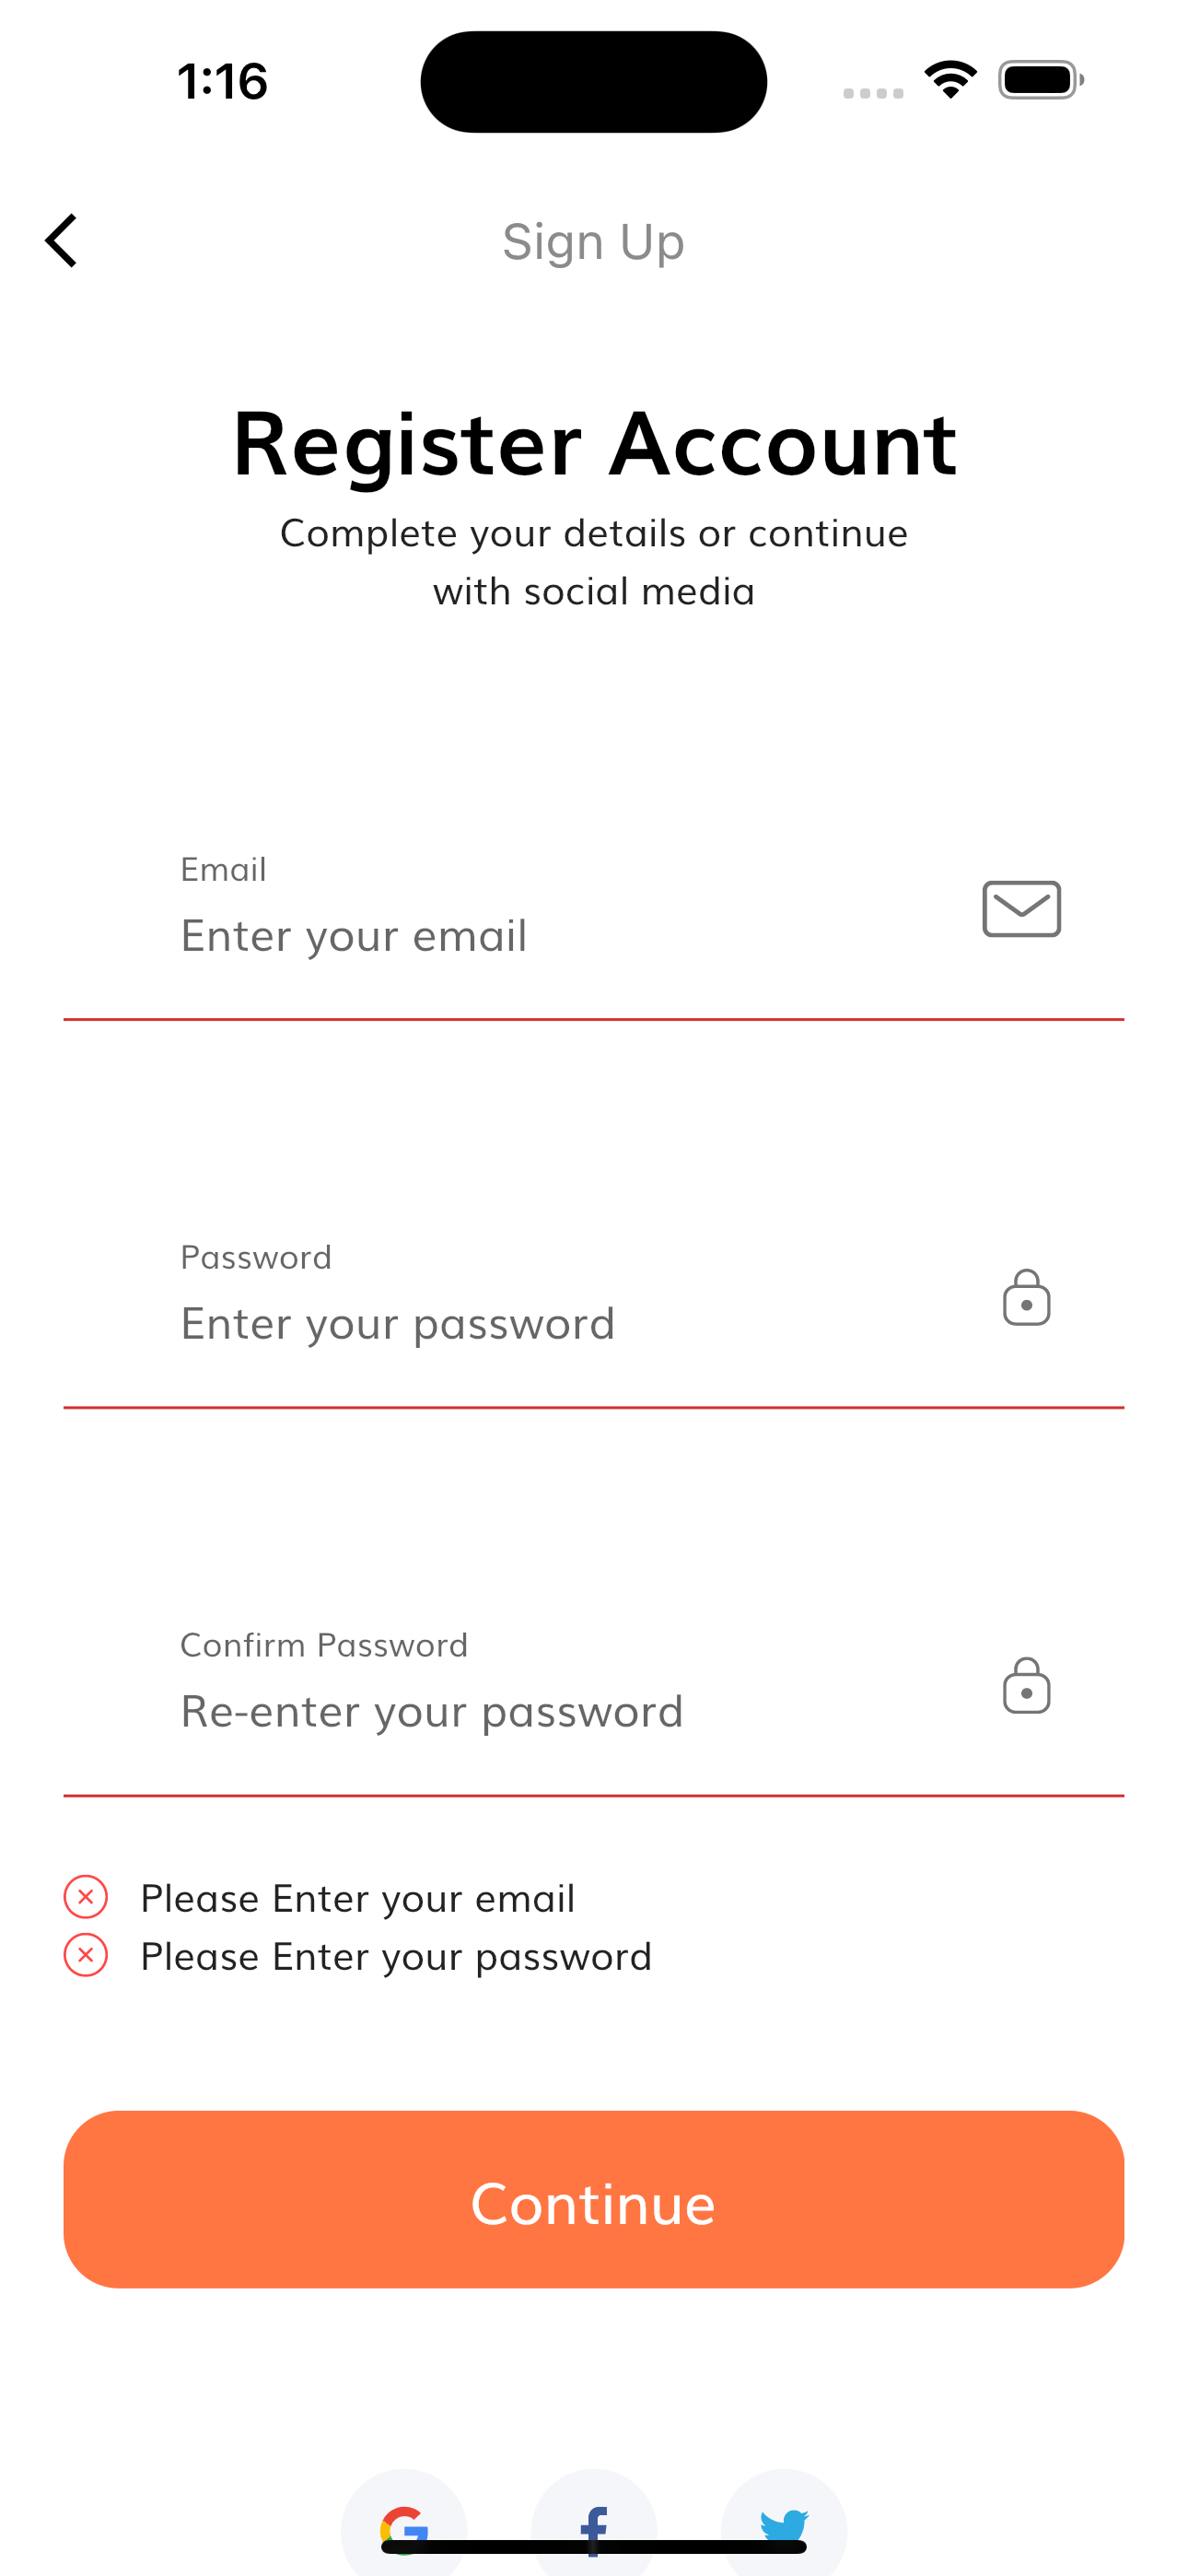 1:16
Sign Up
Register Account
Complete your details or continue
with social media
Email
Enter your email
Password
Enter your password
Confirm Password
Re-enter your password
Please Enter your email
Please Enter your password
Continue